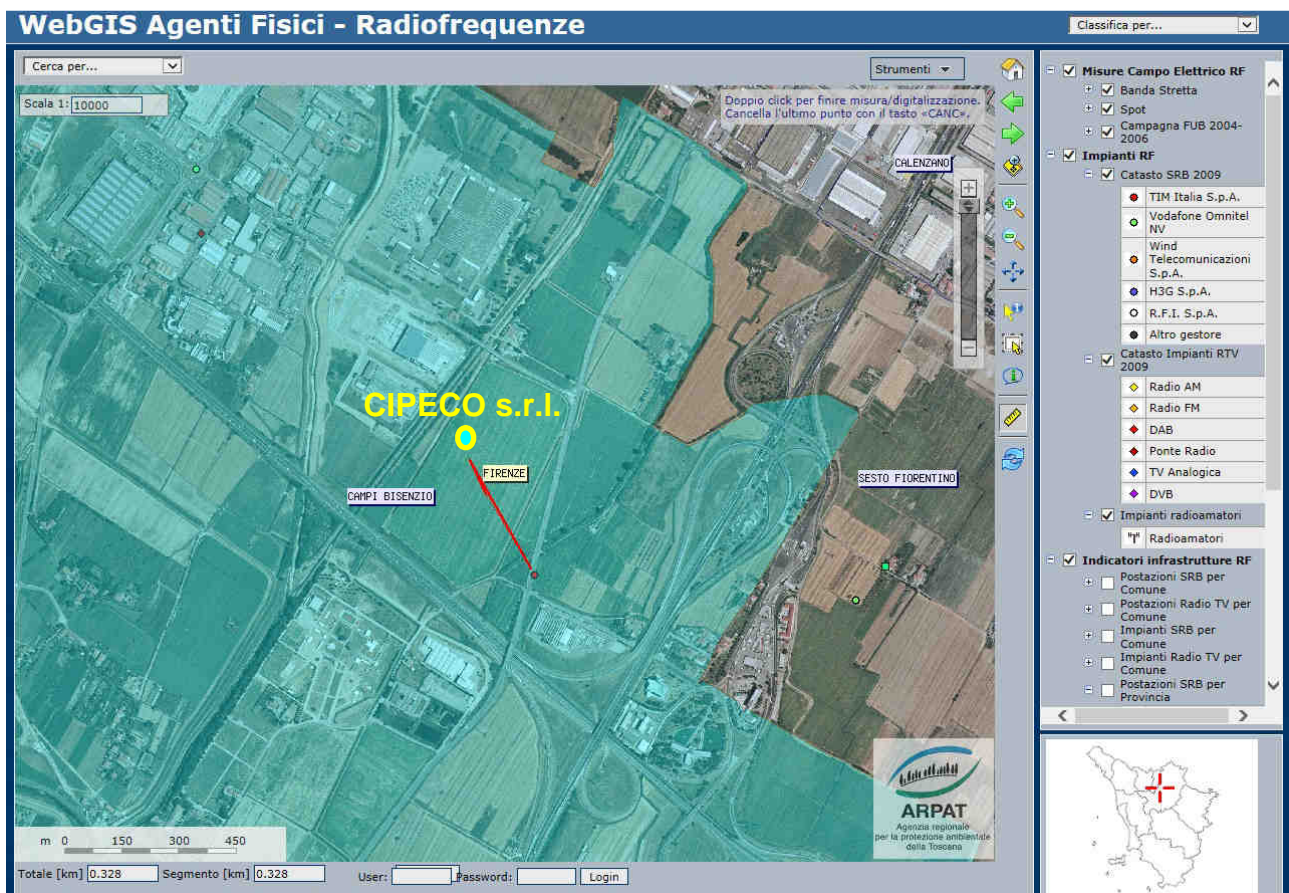 WebGIS Agenti Fisici - Radiofrequenze
Classifica per...
Cerca per...
Strumenti
Scala 1: 10000
Doppio click per finire misura/digitalizzazione.
Cancella l'ultimo punto con il tasto «CANC».
CALENZANO
CIPECO s.r.l.
FIRENZE
CAMPI BISENZIO
SESTO FIORENTINO
ARPAT
Agenzia regionale
per la protezione ambientale
della Toscana
m 0 150 300 450
Totale [km] 0.328 Segmento [km] 0.328 User: Password: Login
Misure Campo Elettrico RF
Banda Stretta
Spot
Campagna FUB 2004-
2006
Impianti RF
Catasto SRB 2009
TIM Italia S.p.A.
Vodafone Omnitel
NV
Wind
Telecomunicazioni
S.p.A.
H3G S.p.A.
R.F.I. S.p.A.
Altro gestore
Catasto Impianti RTV
2009
Radio AM
Radio FM
DAB
Ponte Radio
TV Analogica
DVB
Impianti radioamatori
Radioamatori
Indicatori infrastrutture RF
Postazioni SRB per
Comune
Postazioni Radio TV per
Comune
Impianti SRB per
Comune
Impianti Radio TV per
Comune
Postazioni SRB per
Provincia